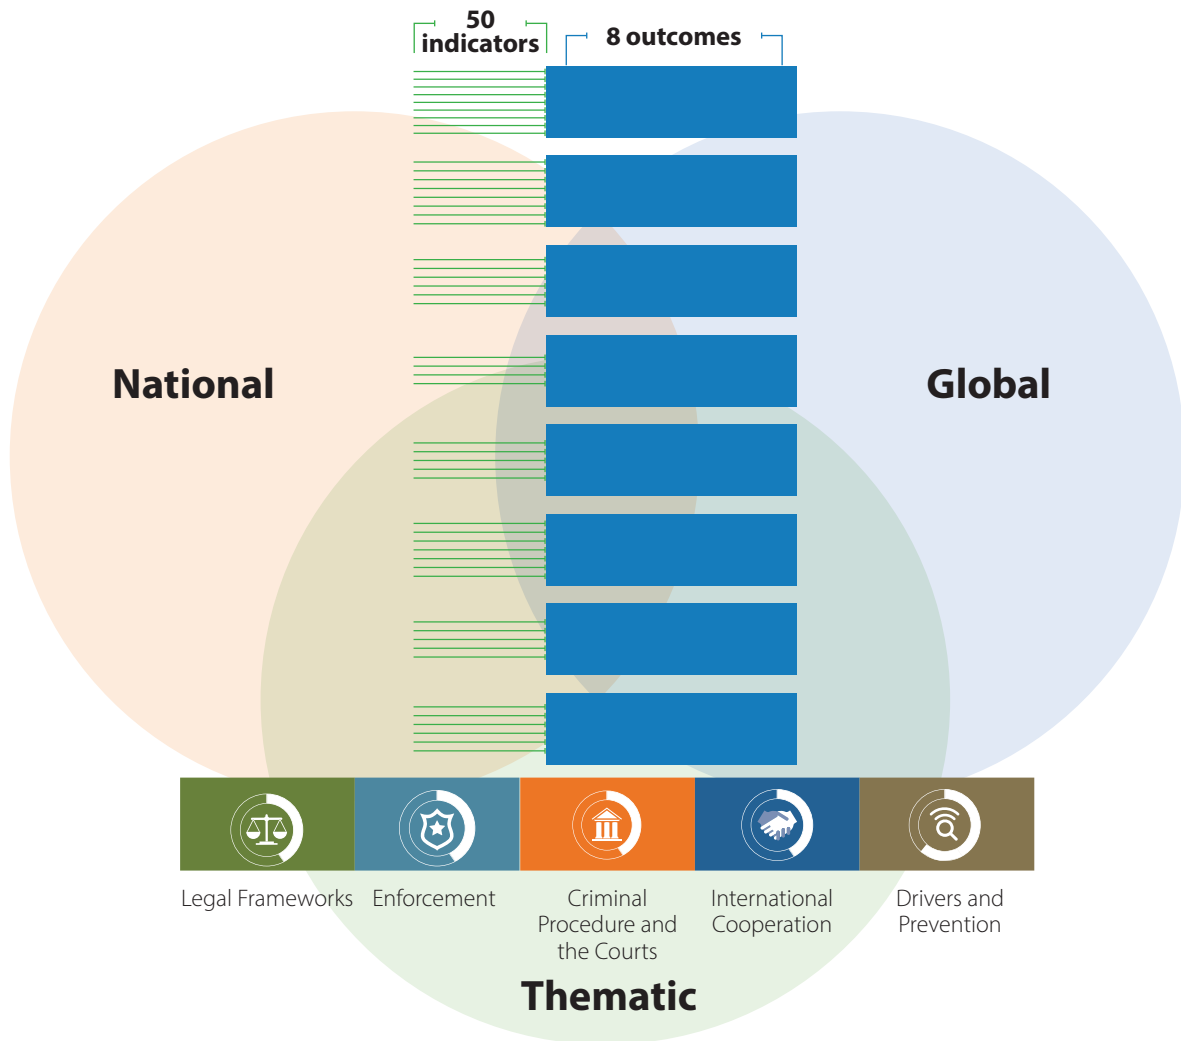 50
indicators
8 outcomes
National
Global
Legal Frameworks
Enforcement
Criminal
Procedure and
the Courts
International
Cooperation
Drivers and
Prevention
Thematic